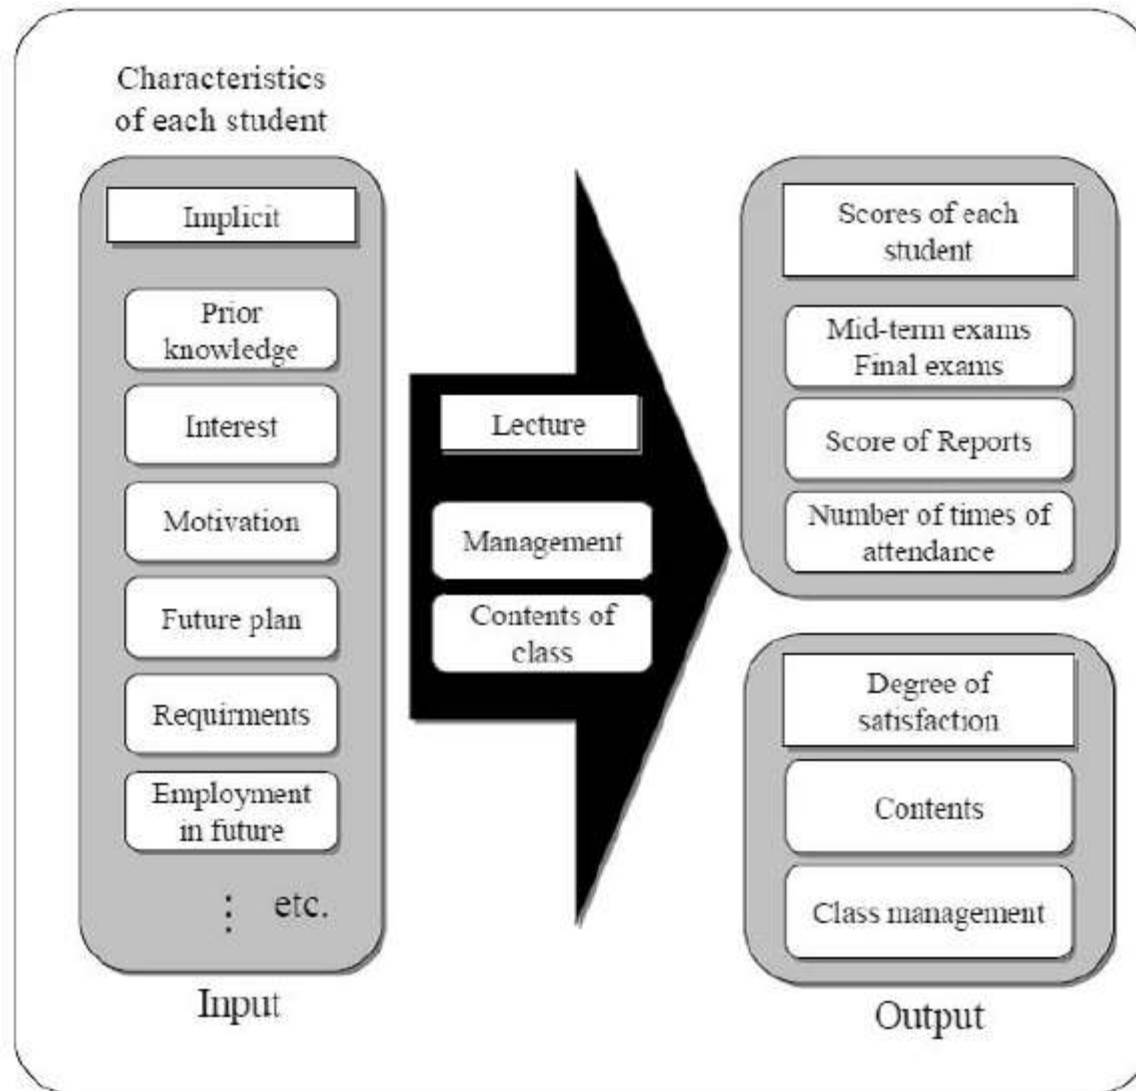 Characteristics
of each student
Implicit
Prior
knowledge
Interest
Motivation
Future plan
Requirments
Employment
in future
⋮ etc.
Input
Lecture
Management
Contents of
class
Scores of each
student
Mid-term exams
Final exams
Score of Reports
Number of times of
attendance
Degree of
satisfaction
Contents
Class management
Output